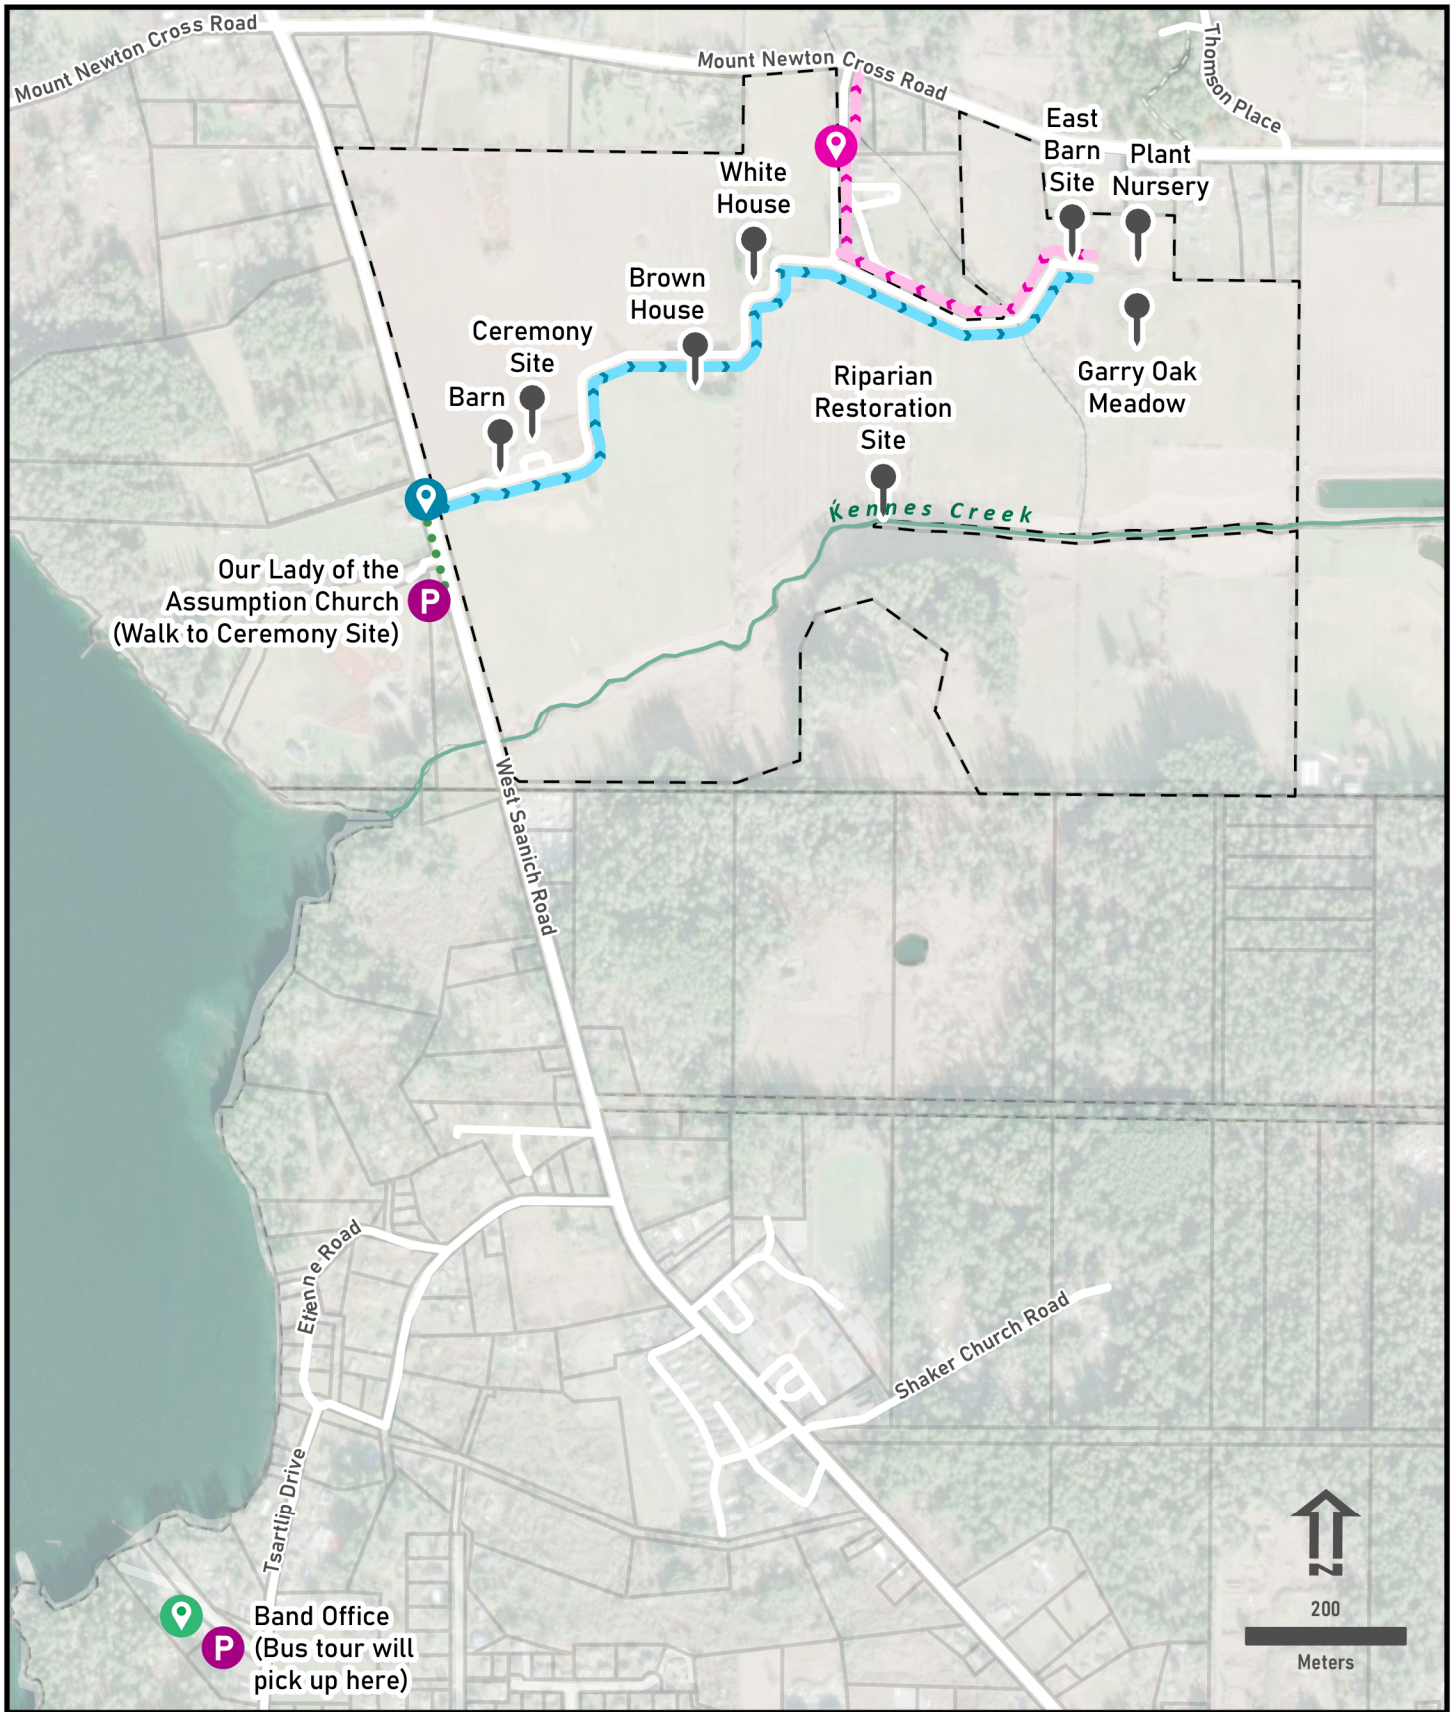 Mount Newton Cross Road
Mount Newton Cross Road
Thomson Place
East
Barn
Site
Plant
Nursery
White
House
Brown
House
Ceremony
Site
Barn
Riparian
Restoration
Site
Garry Oak
Meadow
ḰENNES Creek
Our Lady of the
Assumption Church
(Walk to Ceremony Site)
P
West Saanich Road
Etienne Road
Shaker Church Road
Tsartlip Drive
Band Office
(Bus tour will
pick up here)
P
N
200
Meters